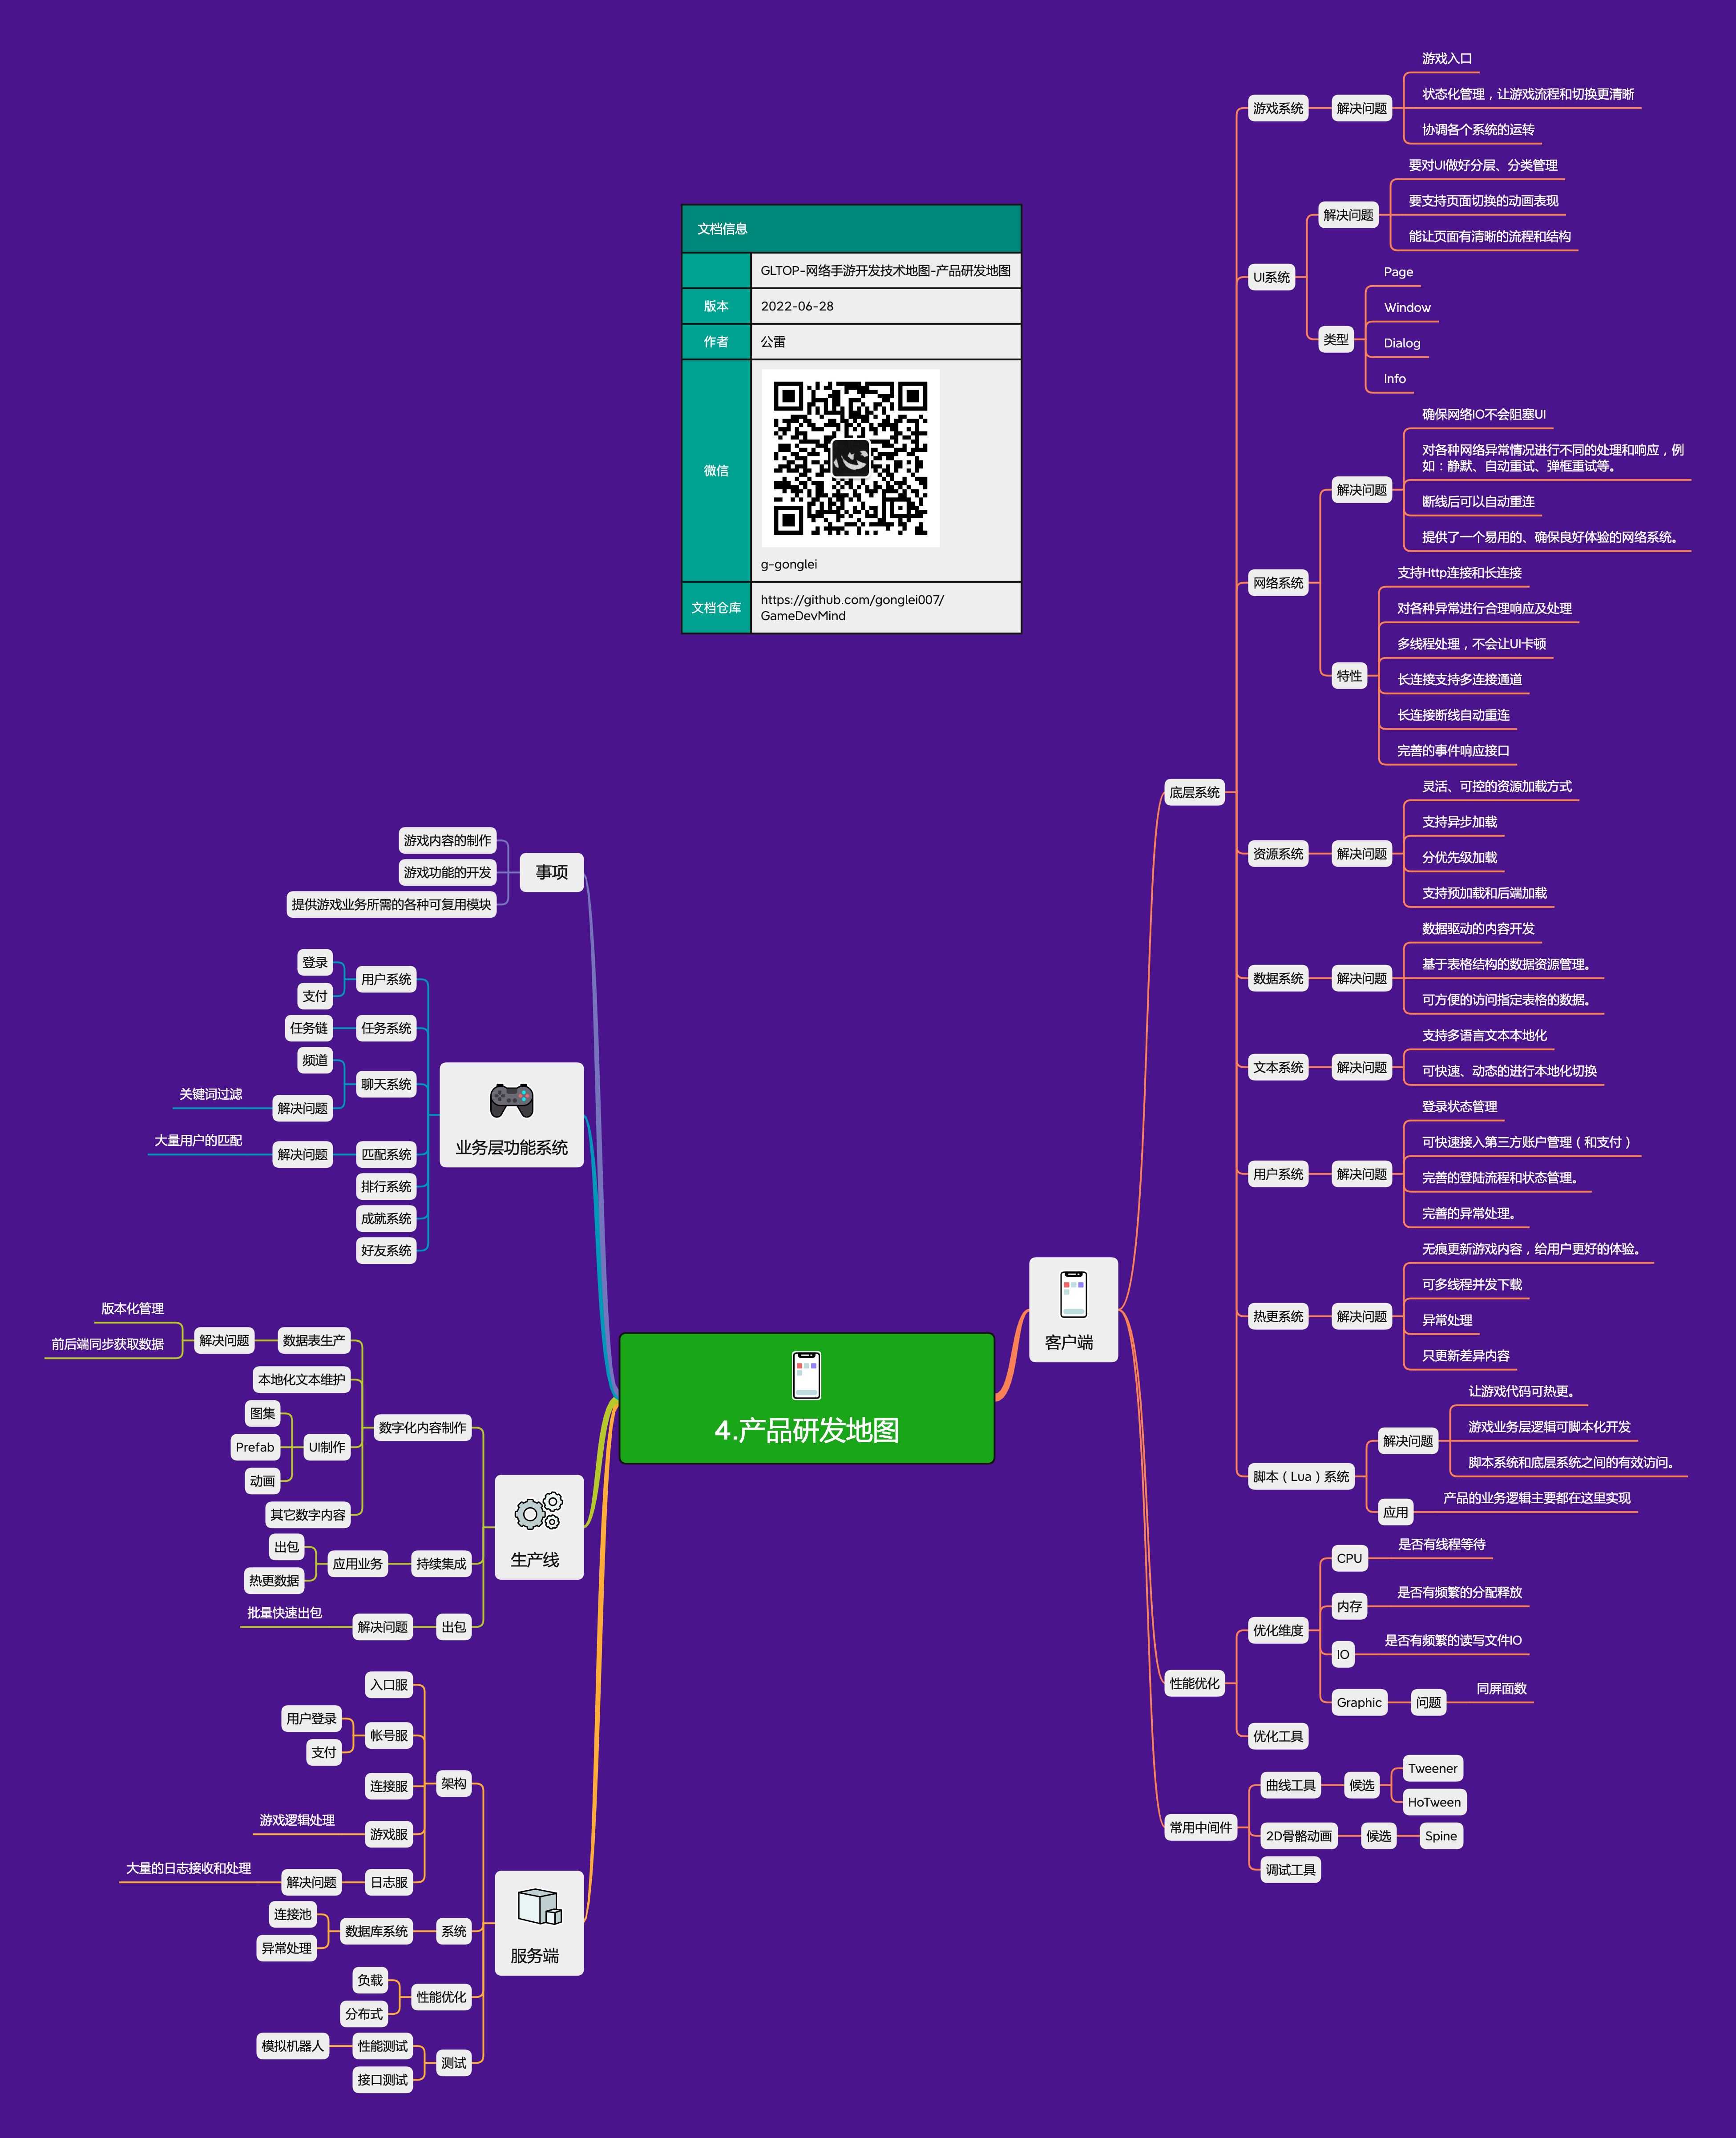 文档信息
GLTOP-网络手游开发技术地图-产品研发地图
版本
2022-06-28
作者
公雷
微信
g-gonglei
文档仓库
https://github.com/gonglei007/
GameDevMind
4.产品研发地图
客户端
底层系统
游戏系统
解决问题
游戏入口
状态化管理，让游戏流程和切换更清晰
协调各个系统的运转
UI系统
解决问题
要对UI做好分层、分类管理
要支持页面切换的动画表现
能让页面有清晰的流程和结构
类型
Page
Window
Dialog
Info
网络系统
解决问题
确保网络IO不会阻塞UI
对各种网络异常情况进行不同的处理和响应，例
如：静默、自动重试、弹框重试等。
断线后可以自动重连
提供了一个易用的、确保良好体验的网络系统。
特性
支持Http连接和长连接
对各种异常进行合理响应及处理
多线程处理，不会让UI卡顿
长连接支持多连接通道
长连接断线自动重连
完善的事件响应接口
资源系统
解决问题
灵活、可控的资源加载方式
支持异步加载
分优先级加载
支持预加载和后端加载
数据系统
解决问题
数据驱动的内容开发
基于表格结构的数据资源管理。
可方便的访问指定表格的数据。
文本系统
解决问题
支持多语言文本本地化
可快速、动态的进行本地化切换
用户系统
解决问题
登录状态管理
可快速接入第三方账户管理（和支付）
完善的登陆流程和状态管理。
完善的异常处理。
热更系统
解决问题
无痕更新游戏内容，给用户更好的体验。
可多线程并发下载
异常处理
只更新差异内容
脚本（Lua）系统
解决问题
让游戏代码可热更。
游戏业务层逻辑可脚本化开发
脚本系统和底层系统之间的有效访问。
应用
产品的业务逻辑主要都在这里实现
性能优化
优化维度
CPU
是否有线程等待
内存
是否有频繁的分配释放
IO
是否有频繁的读写文件IO
Graphic
问题
同屏面数
优化工具
常用中间件
曲线工具
候选
Tweener
HoTween
2D骨骼动画
候选
Spine
调试工具
事项
游戏内容的制作
游戏功能的开发
提供游戏业务所需的各种可复用模块
业务层功能系统
用户系统
登录
支付
任务系统
任务链
聊天系统
频道
解决问题
关键词过滤
匹配系统
解决问题
大量用户的匹配
排行系统
成就系统
好友系统
生产线
数字化内容制作
数据表生产
解决问题
版本化管理
前后端同步获取数据
本地化文本维护
UI制作
图集
Prefab
动画
其它数字内容
持续集成
应用业务
出包
热更数据
出包
解决问题
批量快速出包
服务端
架构
入口服
帐号服
用户登录
支付
连接服
游戏服
游戏逻辑处理
日志服
解决问题
大量的日志接收和处理
系统
数据库系统
连接池
异常处理
性能优化
负载
分布式
测试
性能测试
模拟机器人
接口测试